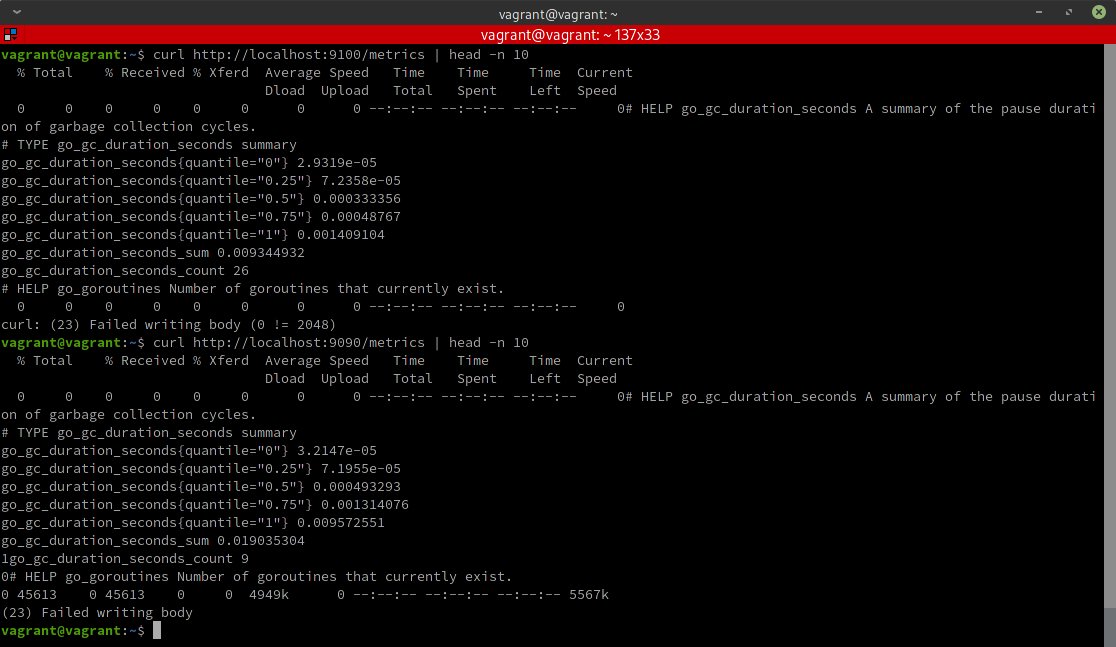 vagrant@vagrant: ~
vagrant@vagrant: ~ 137x33
vagrant@vagrant:~$ curl http://localhost:9100/metrics | head -n 10
  % Total    % Received % Xferd  Average Speed   Time    Time     Time  Current
                                 Dload  Upload   Total   Spent    Left  Speed
  0     0    0     0    0     0      0      0 --:--:-- --:--:-- --:--:--     0# HELP go_gc_duration_seconds A summary of the pause durati
on of garbage collection cycles.
# TYPE go_gc_duration_seconds summary
go_gc_duration_seconds{quantile="0"} 2.9319e-05
go_gc_duration_seconds{quantile="0.25"} 7.2358e-05
go_gc_duration_seconds{quantile="0.5"} 0.000333356
go_gc_duration_seconds{quantile="0.75"} 0.00048767
go_gc_duration_seconds{quantile="1"} 0.001409104
go_gc_duration_seconds_sum 0.009344932
go_gc_duration_seconds_count 26
# HELP go_goroutines Number of goroutines that currently exist.
  0     0    0     0    0     0      0      0 --:--:-- --:--:-- --:--:--     0
curl: (23) Failed writing body (0 != 2048)
vagrant@vagrant:~$ curl http://localhost:9090/metrics | head -n 10
  % Total    % Received % Xferd  Average Speed   Time    Time     Time  Current
                                 Dload  Upload   Total   Spent    Left  Speed
  0     0    0     0    0     0      0      0 --:--:-- --:--:-- --:--:--     0# HELP go_gc_duration_seconds A summary of the pause durati
on of garbage collection cycles.
# TYPE go_gc_duration_seconds summary
go_gc_duration_seconds{quantile="0"} 3.2147e-05
go_gc_duration_seconds{quantile="0.25"} 7.1955e-05
go_gc_duration_seconds{quantile="0.5"} 0.000493293
go_gc_duration_seconds{quantile="0.75"} 0.001314076
go_gc_duration_seconds{quantile="1"} 0.009572551
go_gc_duration_seconds_sum 0.019035304
1go_gc_duration_seconds_count 9
0# HELP go_goroutines Number of goroutines that currently exist.
0 45613    0 45613    0     0  4949k      0 --:--:-- --:--:-- --:--:-- 5567k
(23) Failed writing body
vagrant@vagrant:~$